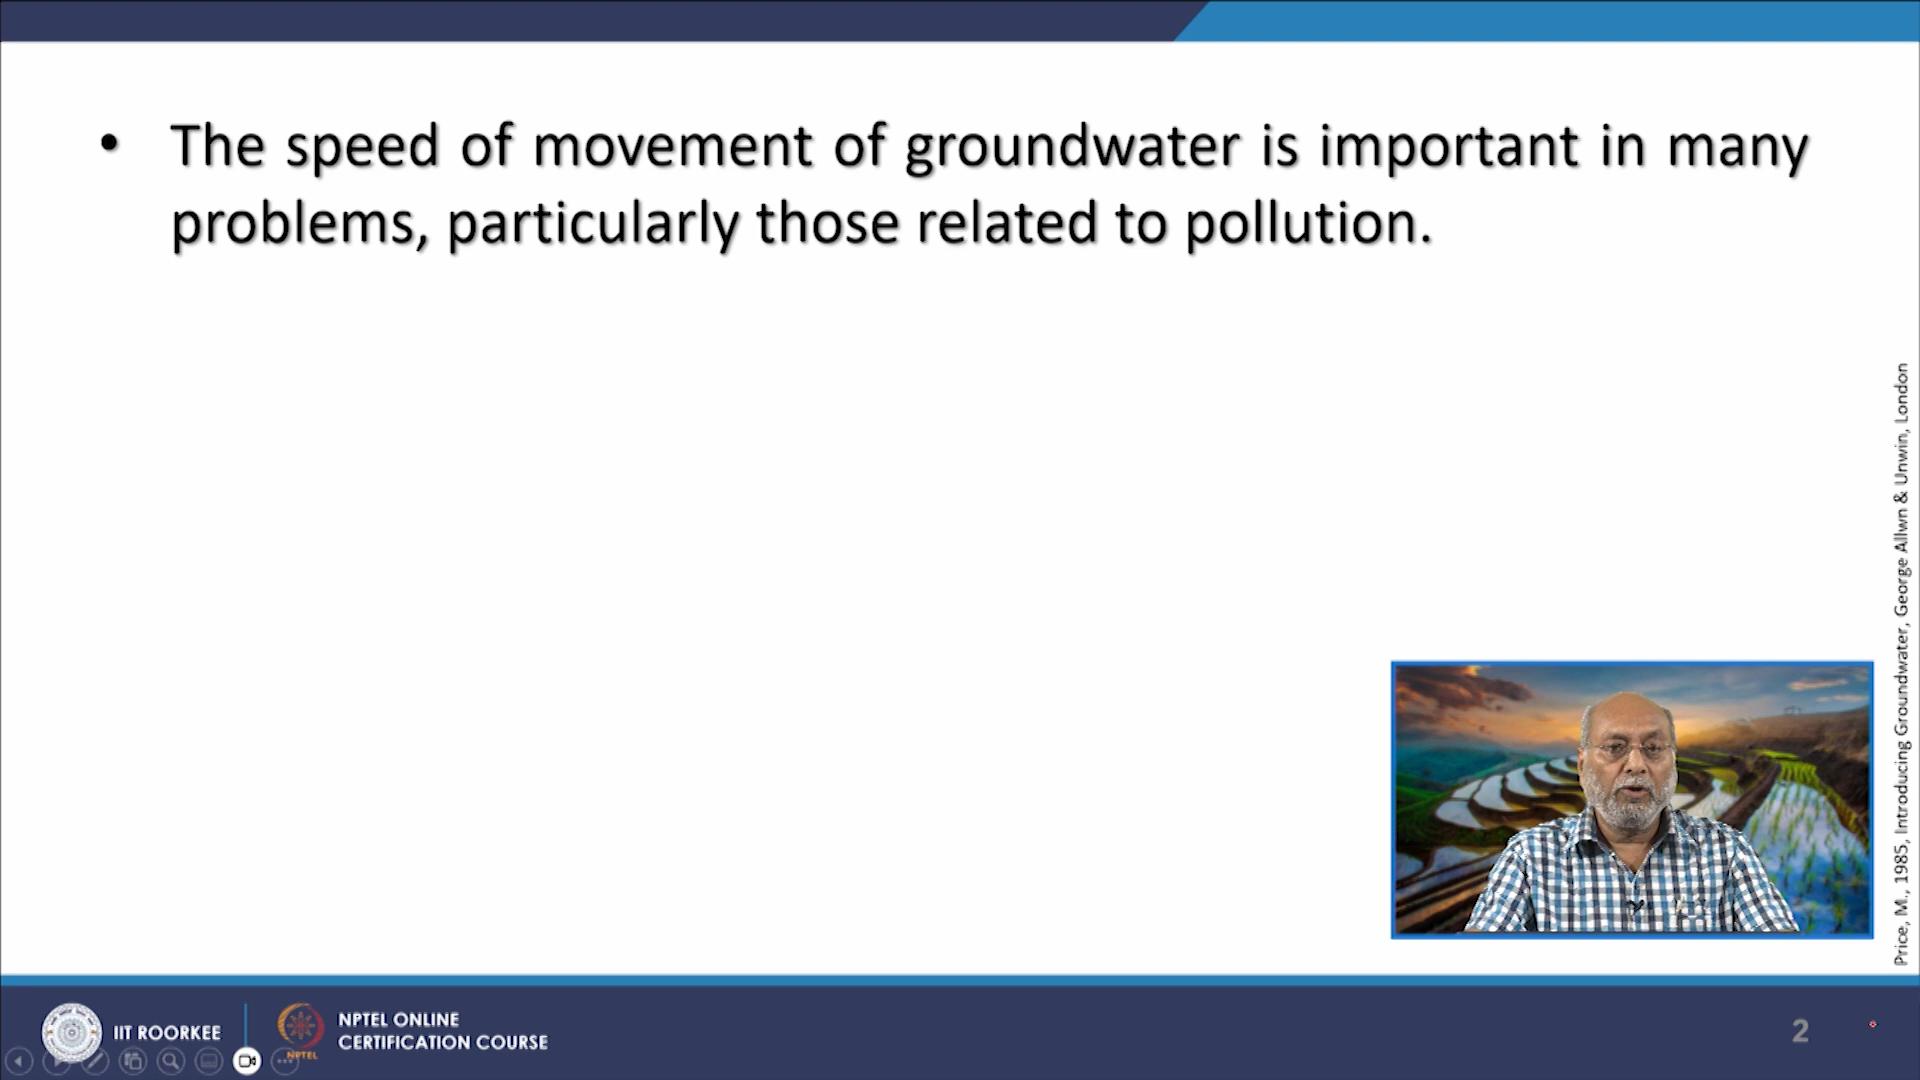 • The speed of movement of groundwater is important in many
problems, particularly those related to pollution.
Price, M., 1985, Introducing Groundwater, George Allwn & Unwin, London
IIT ROORKEE
NPTEL
NPTEL ONLINE
CERTIFICATION COURSE
2